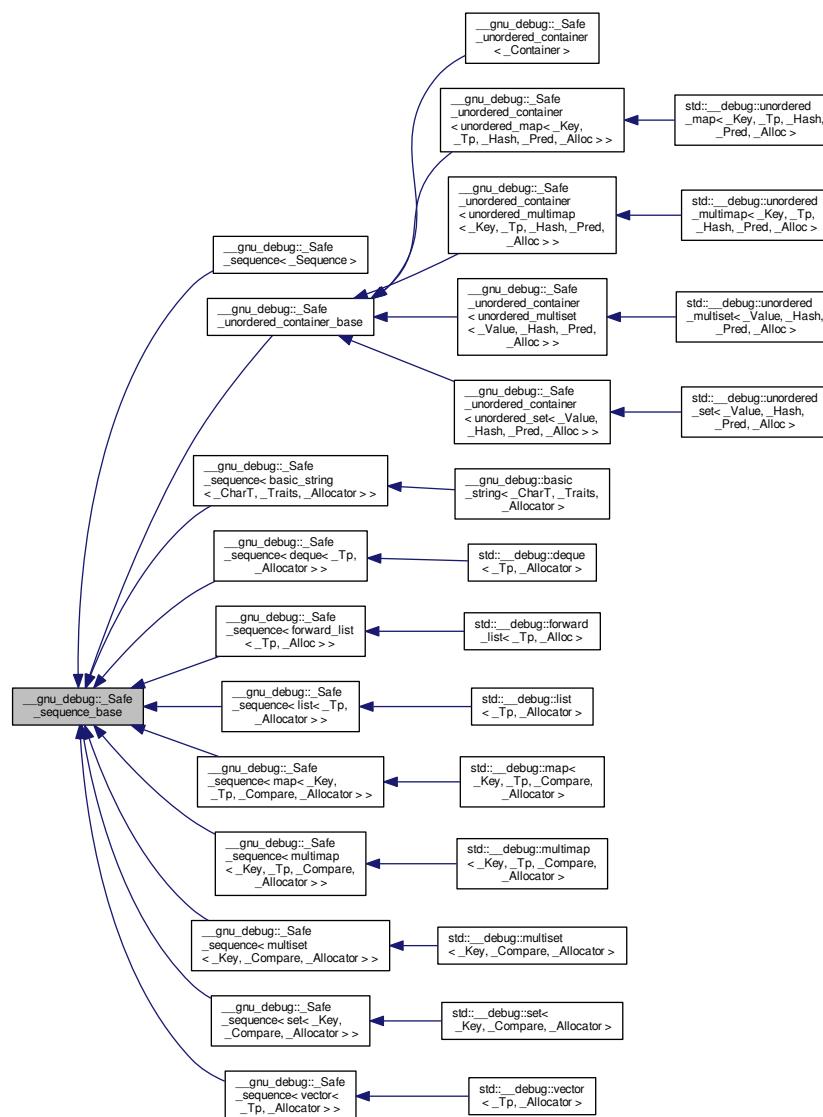 __gnu_debug::_Safe
_unordered_container
< _Container >
__gnu_debug::_Safe
_unordered_container
< unordered_map< _Key,
_Tp, _Hash, _Pred, _Alloc > >
std::__debug::unordered
_map< _Key, _Tp, _Hash,
_Pred, _Alloc >
__gnu_debug::_Safe
_unordered_container
< unordered_multimap
< _Key, _Tp, _Hash, _Pred,
_Alloc > >
std::__debug::unordered
_multimap< _Key, _Tp,
_Hash, _Pred, _Alloc >
__gnu_debug::_Safe
_sequence< _Sequence >
__gnu_debug::_Safe
_unordered_container_base
__gnu_debug::_Safe
_unordered_container
< unordered_multiset
< _Value, _Hash, _Pred,
_Alloc > >
std::__debug::unordered
_multiset< _Value, _Hash,
_Pred, _Alloc >
__gnu_debug::_Safe
_unordered_container
< unordered_set< _Value,
_Hash, _Pred, _Alloc > >
std::__debug::unordered
_set< _Value, _Hash,
_Pred, _Alloc >
__gnu_debug::_Safe
_sequence< basic_string
< _CharT, _Traits, _Allocator > >
__gnu_debug::basic
_string< _CharT, _Traits,
_Allocator >
__gnu_debug::_Safe
_sequence< deque< _Tp,
_Allocator > >
std::__debug::deque
< _Tp, _Allocator >
__gnu_debug::_Safe
_sequence< forward_list
< _Tp, _Alloc > >
std::__debug::forward
_list< _Tp, _Alloc >
__gnu_debug::_Safe
_sequence_base
__gnu_debug::_Safe
_sequence< list< _Tp,
_Allocator > >
std::__debug::list
< _Tp, _Allocator >
__gnu_debug::_Safe
_sequence< map< _Key,
_Tp, _Compare, _Allocator > >
std::__debug::map<
_Key, _Tp, _Compare,
_Allocator >
__gnu_debug::_Safe
_sequence< multimap
< _Key, _Tp, _Compare,
_Allocator > >
std::__debug::multimap
< _Key, _Tp, _Compare,
_Allocator >
__gnu_debug::_Safe
_sequence< multiset
< _Key, _Compare, _Allocator > >
std::__debug::multiset
< _Key, _Compare, _Allocator >
__gnu_debug::_Safe
_sequence< set< _Key,
_Compare, _Allocator > >
std::__debug::set<
_Key, _Compare, _Allocator >
__gnu_debug::_Safe
_sequence< vector<
_Tp, _Allocator > >
std::__debug::vector
< _Tp, _Allocator >